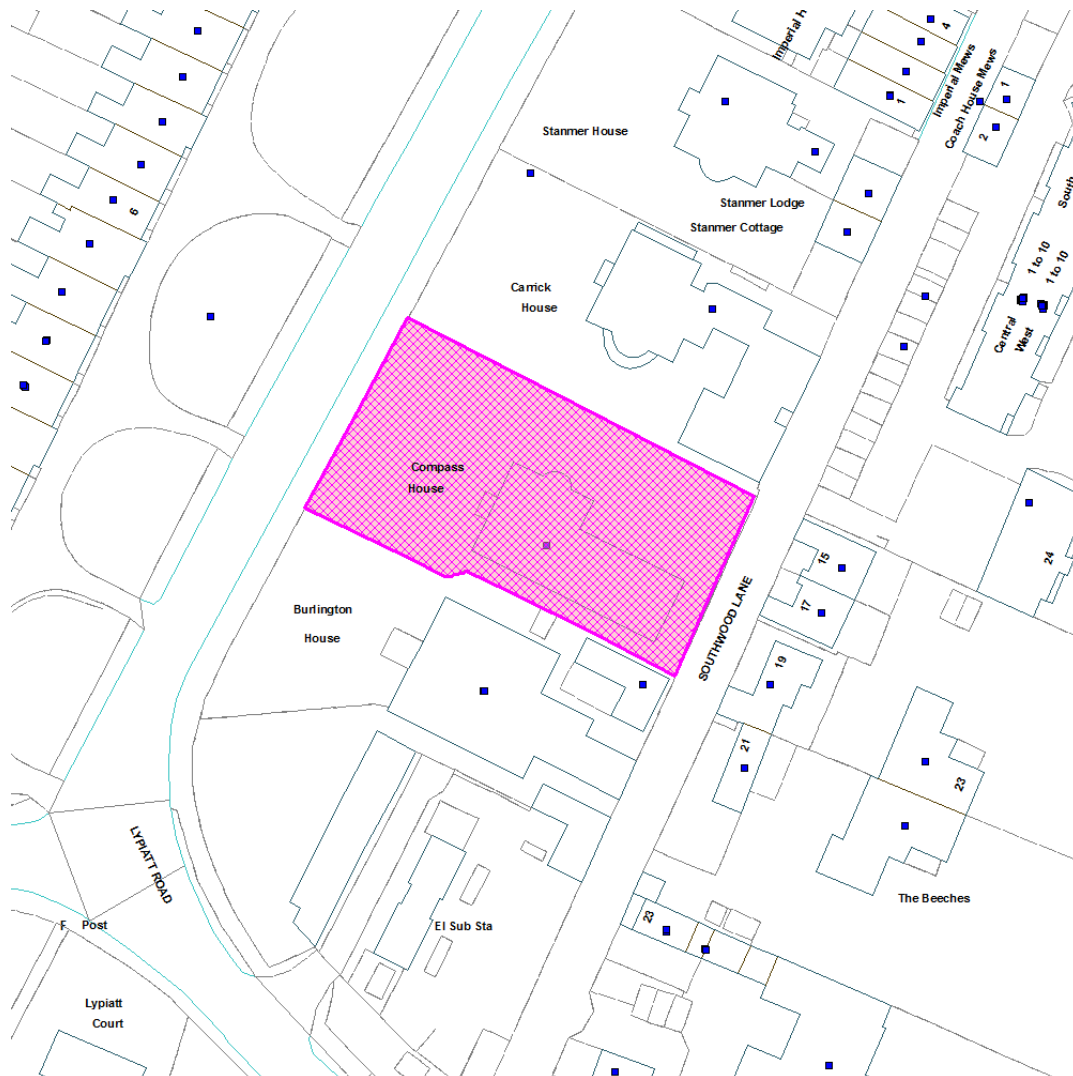 Imperial H
4
1
Imperial Mews
Coach House Mews
1
2
Stanmer House
South
6
Stanmer Lodge
Stanmer Cottage
1 to 10
1 to 10
Carrick
House
Central
West
Compass
House
15
24
17
SOUTHWOOD LANE
Burlington
House
19
21
23
LYPIATT ROAD
The Beeches
23
F    Post
El Sub Sta
Lypiatt
Court